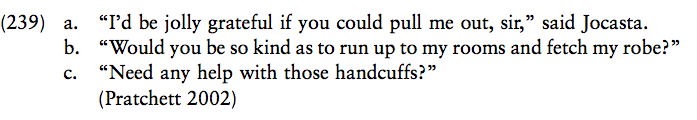 (239) a. “I’d be jolly grateful if you could pull me out, sir,” said Jocasta.
b. “Would you be so kind as to run up to my rooms and fetch my robe?”
c. “Need any help with those handcuffs?”
(Pratchett 2002)